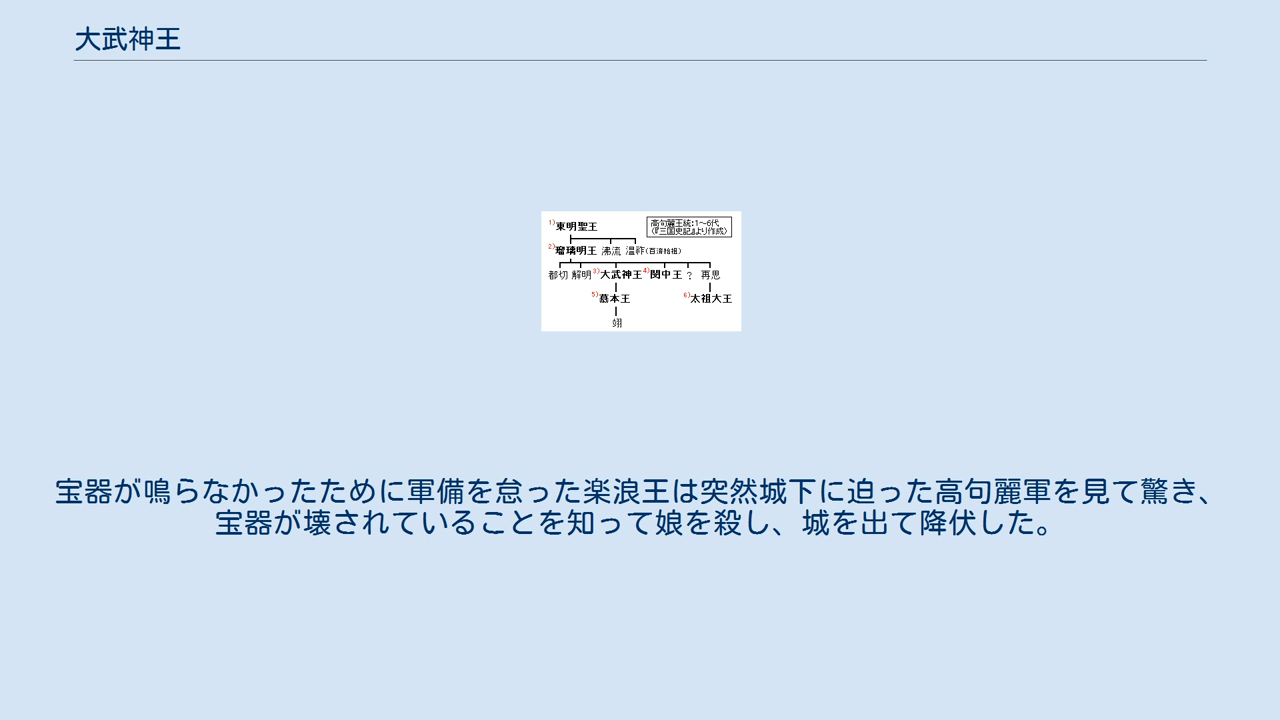 大武神王
高句麗王統:1～6代
(『三国史記』より作成)
1)東明聖王
2)瑠璃明王 沸流 温祚(百済始祖)
都切 解明 3)大武神王 4)閔中王 ? 再思
5)慕本王 6)太祖大王
翊
宝器が鳴らなかったために軍備を怠った楽浪王は突然城下に迫った高句麗軍を見て驚き、
宝器が壊されていることを知って娘を殺し、城を出て降伏した。